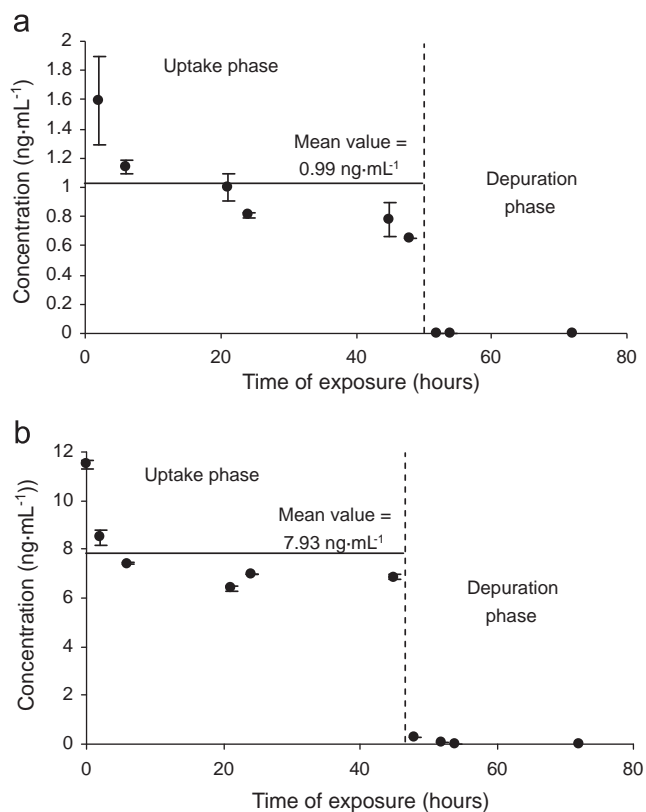 a
2
1.8
1.6
1.4
1.2
1
0.8
0.6
0.4
0.2
0
Concentration (ng·mL⁻¹)
Uptake phase
Mean value =
0.99 ng·mL⁻¹
Depuration
phase
0 20 40 60 80
Time of exposure (hours)
b
12
10
8
6
4
2
0
Concentration (ng·mL⁻¹))
Uptake phase
Mean value =
7.93 ng·mL⁻¹
Depuration
phase
0 20 40 60 80
Time of exposure (hours)